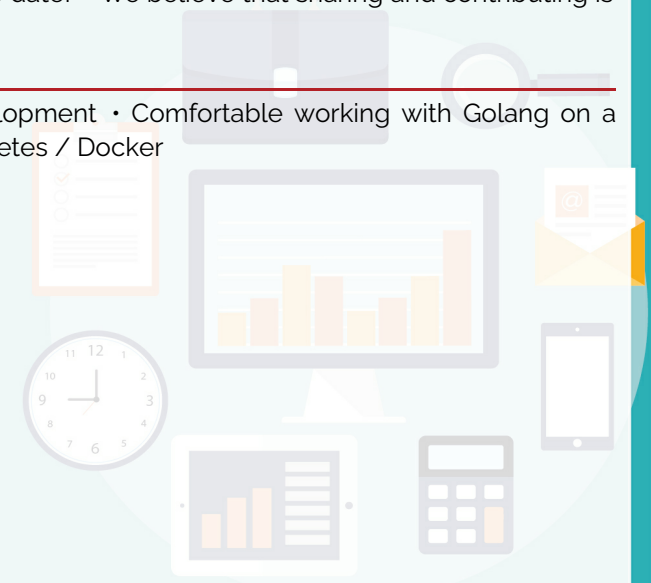 We believe that sharing and contributing is
lopment • Comfortable working with Golang on a
etes / Docker
@
11 12 1
10 2
9 3
8 4
7 6 5